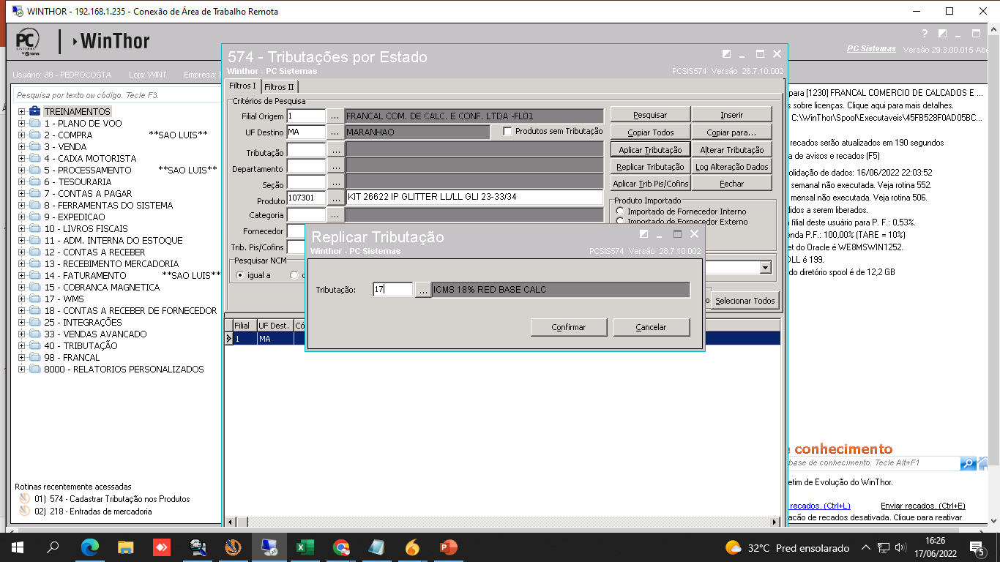 WINTHOR - 192.168.1.235 - Conexão de Área de Trabalho Remota
PC SISTEMAS by TOTVS WinThor
PC Sistemas Versão 29.3.00.015 Abe
Usuário: 88 - PEDROCOSTA Loja: WINT Empresa: F
Pesquisa por texto ou código. Tecle F3.
TREINAMENTOS
1 - PLANO DE VOO
2 - COMPRA **SAO LUIS**
3 - VENDA
4 - CAIXA MOTORISTA
5 - PROCESSAMENTO **SAO LUIS**
6 - TESOURARIA
7 - CONTAS A PAGAR
8 - FERRAMENTAS DO SISTEMA
9 - EXPEDICAO
10 - LIVROS FISCAIS
11 - ADM. INTERNA DO ESTOQUE
12 - CONTAS A RECEBER
13 - RECEBIMENTO MERCADORIA
14 - FATURAMENTO **SAO LUIS*
15 - COBRANCA MAGNETICA
17 - WMS
18 - CONTAS A RECEBER DE FORNECEDOR
25 - INTEGRAÇÕES
33 - VENDAS AVANCADO
40 - TRIBUTAÇÃO
98 - FRANCAL
8000 - RELATORIOS PERSONALIZADOS
Rotinas recentemente acessadas
01) 574 - Cadastrar Tributação nos Produtos
02) 218 - Entradas de mercadoria
574 - Tributações por Estado
Winthor - PC Sistemas PCSIS574 Versão 28.7.10.002
Filtros I Filtros II
Critérios de Pesquisa
Filial Origem 1 ... FRANCAL COM. DE CALC. E CONF. LTDA -FL01
UF Destino MA ... MARANHAO Produtos sem Tributação
Tributação ...
Departamento ...
Seção ...
Produto 107301 ... KIT 26622 IP GLITTER LL/LL GLI 23-33/34
Categoria ...
Fornecedor
Trib. Pis/Cofins
Pesquisar NCM
igual a
Pesquisar Inserir
Copiar Todos Copiar para...
Aplicar Tributação Alterar Tributação
Replicar Tributação Log Alteração Dados
Aplicar Trib Pis/Cofins Fechar
Produto Importado
Importado de Fornecedor Interno
Importado de Fornecedor Externo
Selecionar Todos
Filial UF Dest. Có
1 MA
Replicar Tributação
Winthor - PC Sistemas PCSIS574 Versão 28.7.10.002
Tributação: 17 ... ICMS 18% RED BASE CALC
Confirmar Cancelar
para [1230] FRANCAL COMERCIO DE CALCADOS E ...
s sobre licenças. Clique aqui para mais detalhes.
C:\WinThor\Spool\Executaveis\45FB528F0AD05BC...
recados serão atualizados em 190 segundos
a de avisos e recados (F5)
olidação de dados: 16/06/2022 22:03:52
semanal não executada. Veja rotina 552.
mensal não executada. Veja rotina 506.
didos a serem liberados.
filial deste usuário para P. F.: 0,53%.
enda P.F.: 100,00% (TARE = 10%)
et do Oracle é WE8MSWIN1252.
OLL é 199.
do diretório spool é de 12,2 GB
conhecimento
base de conhecimento. Tecle Alt+F1
etim de Evolução do WinThor.
recados. (Ctrl+L) Enviar recados. (Ctrl+E)
ação de recados desativada. Clique para reativar
32°C Pred ensolarado
16:26
17/06/2022
5